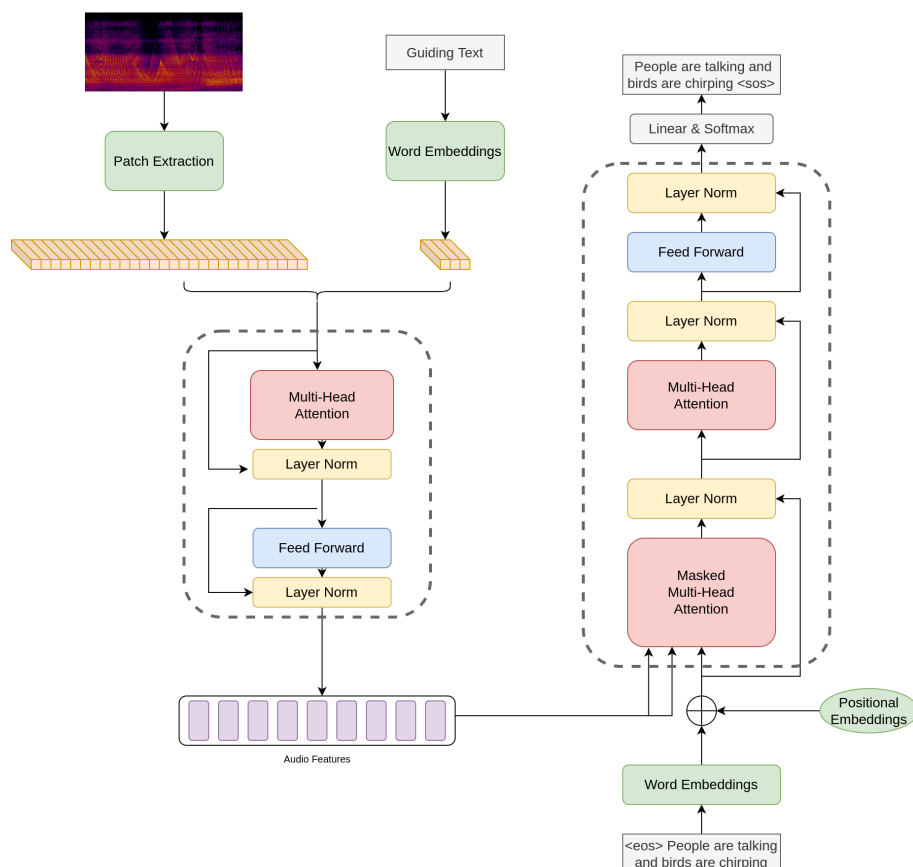 Guiding Text
Patch Extraction
Word Embeddings
Multi-Head
Attention
Layer Norm
Feed Forward
Layer Norm
Audio Features
People are talking and
birds are chirping <sos>
Linear & Softmax
Layer Norm
Feed Forward
Layer Norm
Multi-Head
Attention
Layer Norm
Masked
Multi-Head
Attention
Positional
Embeddings
Word Embeddings
<eos> People are talking
and birds are chirping